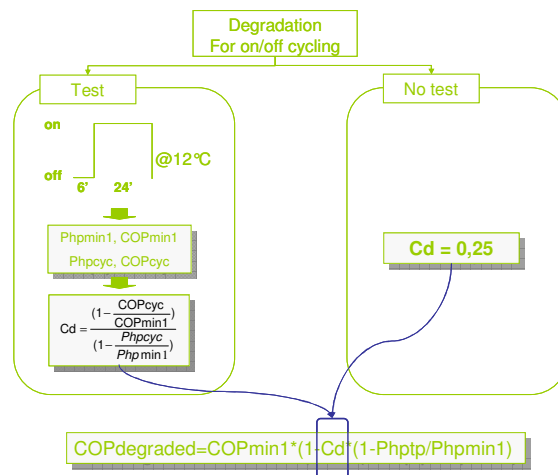 Degradation
For on/off cycling
Test
No test
on
@12°C
off
6' 24'
Phpmin1, COPmin1
Phpcyc, COPcyc
Cd = 0,25
(1-COPcyc/COPmin1)
Cd =
(1-Phpcyc/Phpmin1)
COPdegraded=COPmin1*(1-Cd*(1-Phptp/Phpmin1)